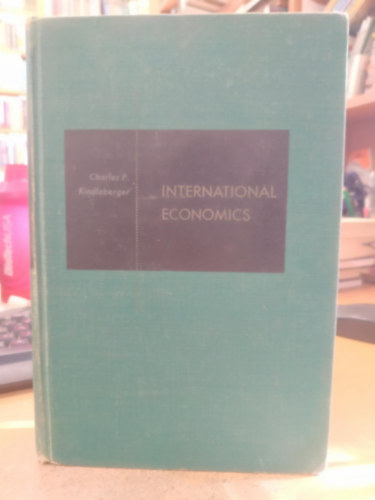 Charles P.
Kindleberger
INTERNATIONAL
ECONOMICS